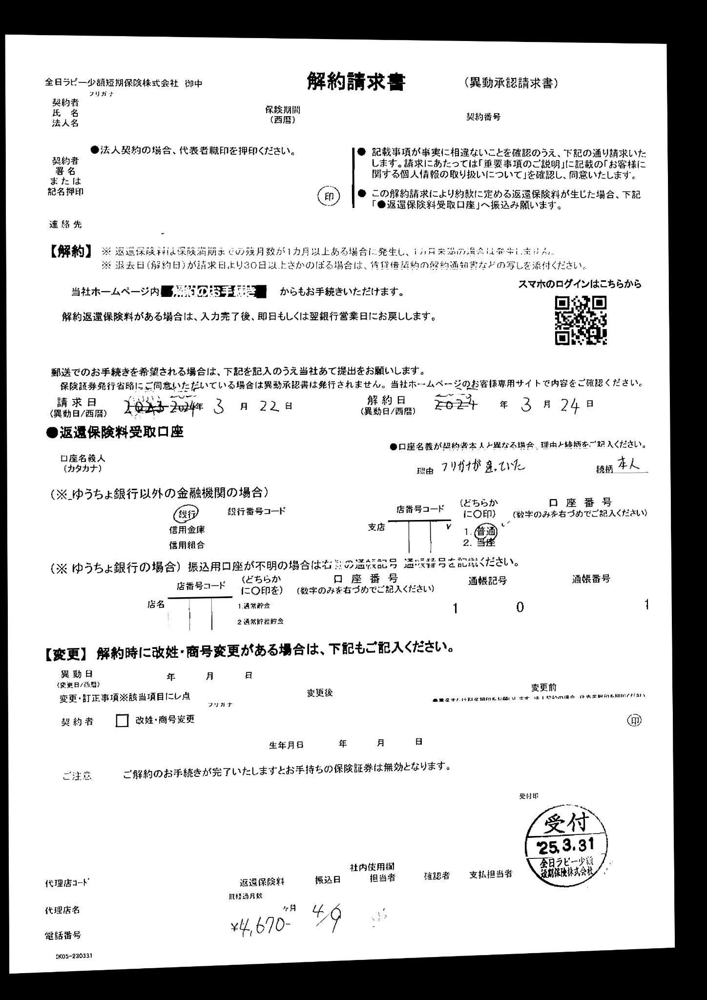 全日ラビー少額短期保険株式会社 御中
解約請求書
(異動承認請求書)
フリガナ
契約者
氏 名
法人名
保険期間
(西暦)
契約番号
●法人契約の場合、代表者職印を押印ください。
契約者
署名
または
記名押印
印
● 記載事項が事実に相違ないことを確認のうえ、下記の通り請求いた
します。請求にあたっては「重要事項のご説明」に記載の「お客様に
関する個人情報の取り扱いについて」を確認し、同意いたします。
● この解約請求により約款に定める返還保険料が生じた場合、下記
「●返還保険料受取口座」へ振込み願います。
連絡先
【解約】 ※ 返還保険料は保険満期までの残月数が1カ月以上ある場合に発生し、1カ月未満の場合は発生しません。
※ 退去日(解約日)が請求日より30日以上さかのぼる場合は、賃貸借契約の解約通知書などの写しを添付ください。
当社ホームページ内 解約のお手続き からもお手続きいただけます。
スマホのログインはこちらから
解約返還保険料がある場合は、入力完了後、即日もしくは翌銀行営業日にお戻しします。
郵送でのお手続きを希望される場合は、下記を記入のうえ当社あて提出をお願いします。
保険証券発行省略にご同意いただいている場合は異動承認書は発行されません。当社ホームページのお客様専用サイトで内容をご確認ください。
請求日
(異動日/西暦)
2023 2024年 3 月 22 日
解約日
(異動日/西暦)
2024 年 3 月 24 日
●返還保険料受取口座
●口座名義が契約者本人と異なる場合、理由と続柄をご記入ください。
口座名義人
(カタカナ)
理由 フリガナが違っていた 続柄 本人
(※ ゆうちょ銀行以外の金融機関の場合)
銀行
信用金庫
信用組合
銀行番号コード
支店
店番号コード
(どちらか
に〇印)
1. 普通
2. 当座
口座番号
(数字のみを右づめでご記入ください)
(※ ゆうちょ銀行の場合) 振込用口座が不明の場合は右側の通帳記号 通帳番号を記載ください。
店名
店番号コード
(どちらか
に〇印を)
1.通常貯金
2 通常貯蓄貯金
口座番号
(数字のみを右づめでご記入ください)
通帳記号
通帳番号
1 0 1
【変更】 解約時に改姓・商号変更がある場合は、下記もご記入ください。
異動日
(変更日/西暦)
年 月 日
変更・訂正事項※該当項目にレ点
変更後
変更前
●署名または記名押印をお願いします 法人契約の場合、代表者職印を押印ください
フリガナ
契約者 □ 改姓・商号変更
印
生年月日 年 月 日
ご注意 ご解約のお手続きが完了いたしますとお手持ちの保険証券は無効となります。
受付印
受付
'25.3.31
全日ラビー少額
短期保険株式会社
社内使用欄
代理店コード
返還保険料 振込日 担当者 確認者 支払担当者
既経過月数
代理店名
ヶ月
¥4,670- 4/9
電話番号
IK05-230331